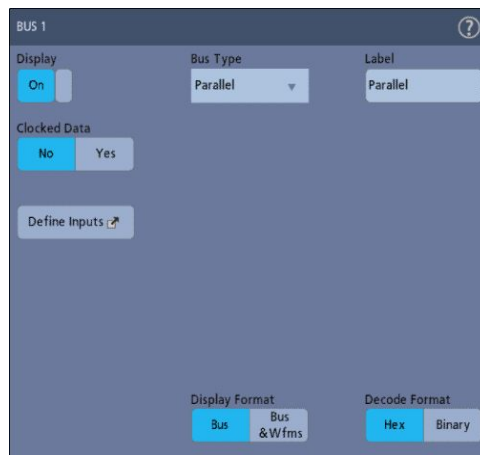 BUS 1 ?
Display Bus Type Label
On Parallel Parallel
Clocked Data
No Yes
Define Inputs
Display Format Decode Format
Bus Bus
&Wfms Hex Binary